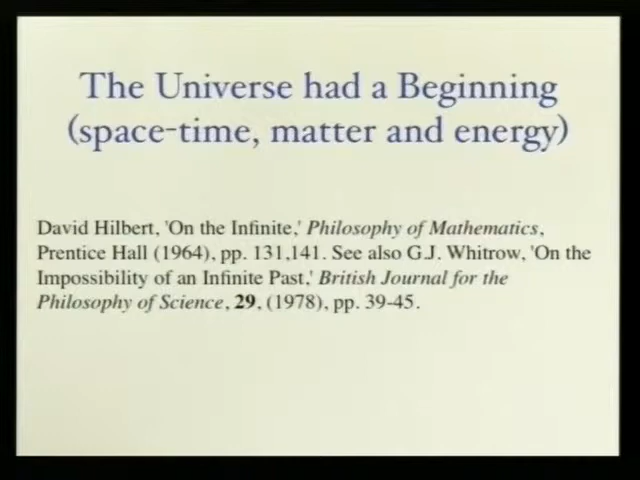 The Universe had a Beginning
(space-time, matter and energy)
David Hilbert, 'On the Infinite,' Philosophy of Mathematics,
Prentice Hall (1964), pp. 131,141. See also G.J. Whitrow, 'On the
Impossibility of an Infinite Past,' British Journal for the
Philosophy of Science, 29, (1978), pp. 39-45.